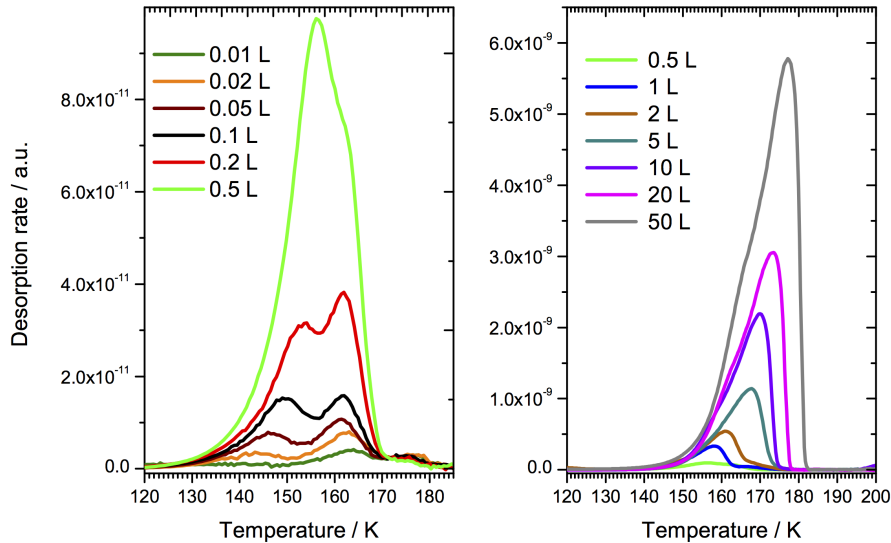 Desorption rate / a.u.
8.0x10-11
6.0x10-11
4.0x10-11
2.0x10-11
0.0
0.01 L
0.02 L
0.05 L
0.1 L
0.2 L
0.5 L
120 130 140 150 160 170 180
Temperature / K
6.0x10-9
5.0x10-9
4.0x10-9
3.0x10-9
2.0x10-9
1.0x10-9
0.0
0.5 L
1 L
2 L
5 L
10 L
20 L
50 L
120 130 140 150 160 170 180 190 200
Temperature / K